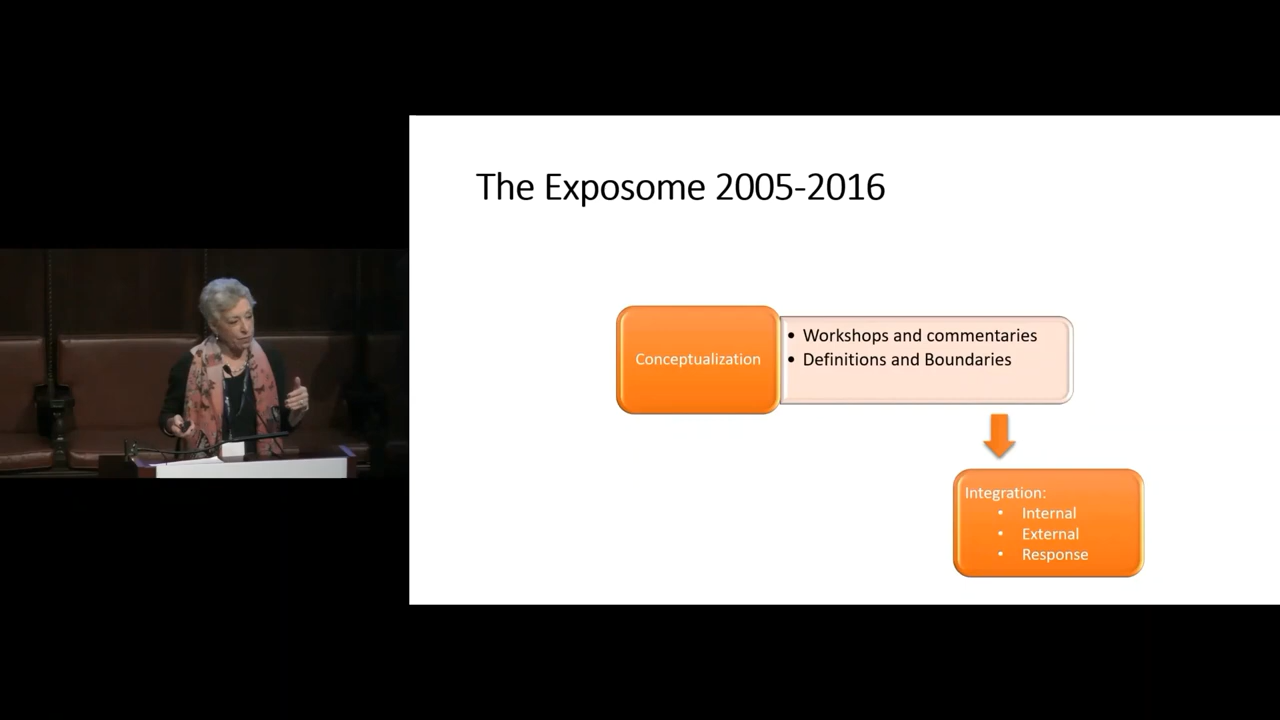 The Exposome 2005-2016
Conceptualization
• Workshops and commentaries
• Definitions and Boundaries
Integration:
• Internal
• External
• Response